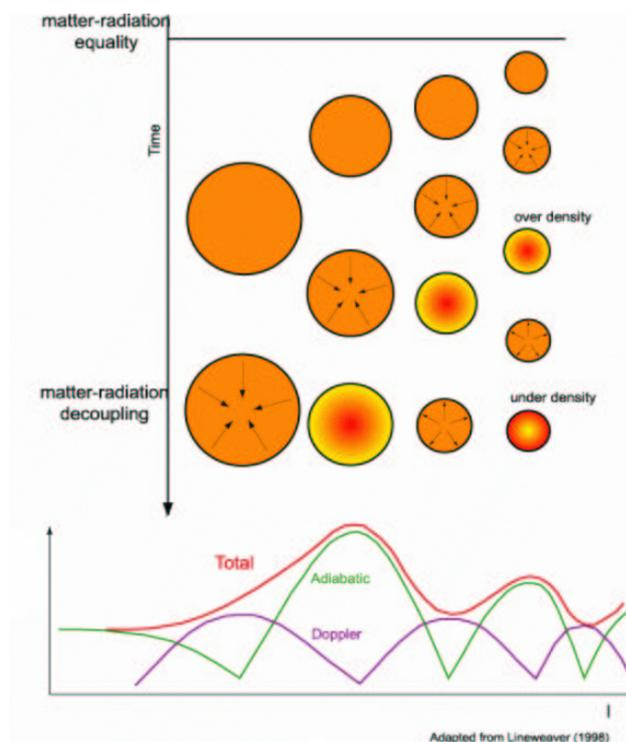 matter-radiation
equality
Time
over density
matter-radiation
decoupling
under density
Total
Adiabatic
Doppler
l
Adapted from Lineweaver (1998)